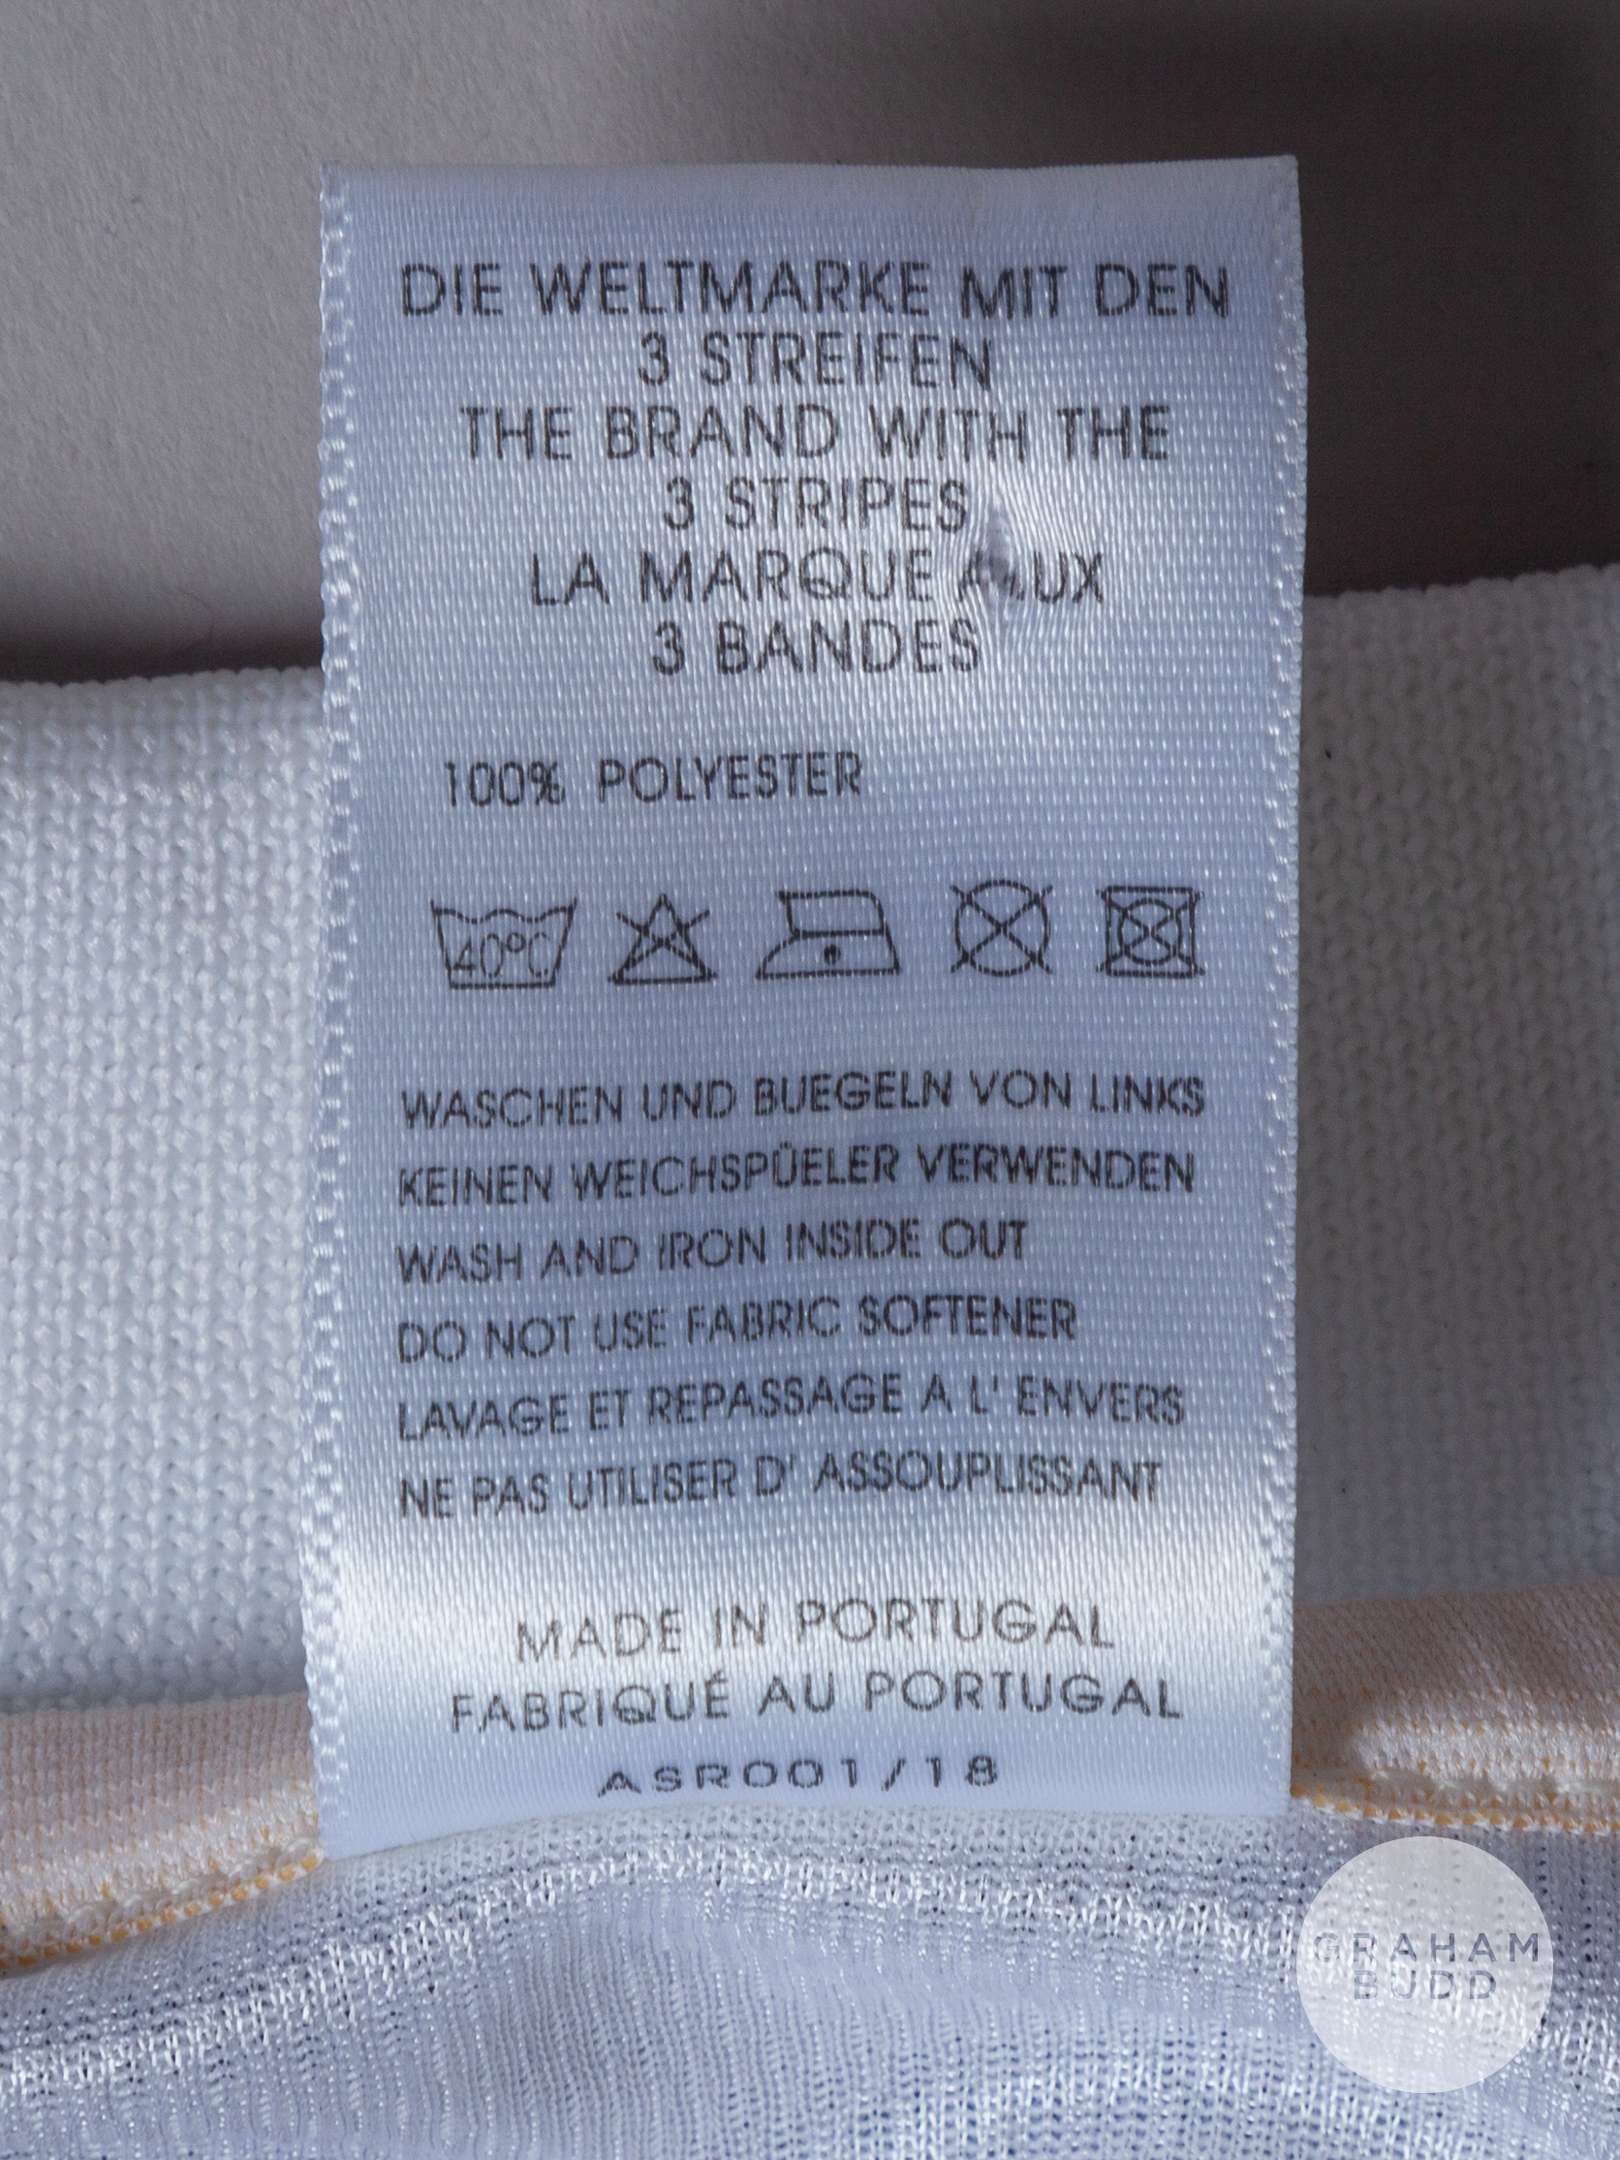 DIE WELTMARKE MIT DEN
3 STREIFEN
THE BRAND WITH THE
3 STRIPES
LA MARQUE AUX
3 BANDES
100% POLYESTER
40°C
WASCHEN UND BUEGELN VON LINKS
KEINEN WEICHSPÜELER VERWENDEN
WASH AND IRON INSIDE OUT
DO NOT USE FABRIC SOFTENER
LAVAGE ET REPASSAGE A L' ENVERS
NE PAS UTILISER D' ASSOUPLISSANT
MADE IN PORTUGAL
FABRIQUÉ AU PORTUGAL
ASR001/18
GRAHAM
BUDD